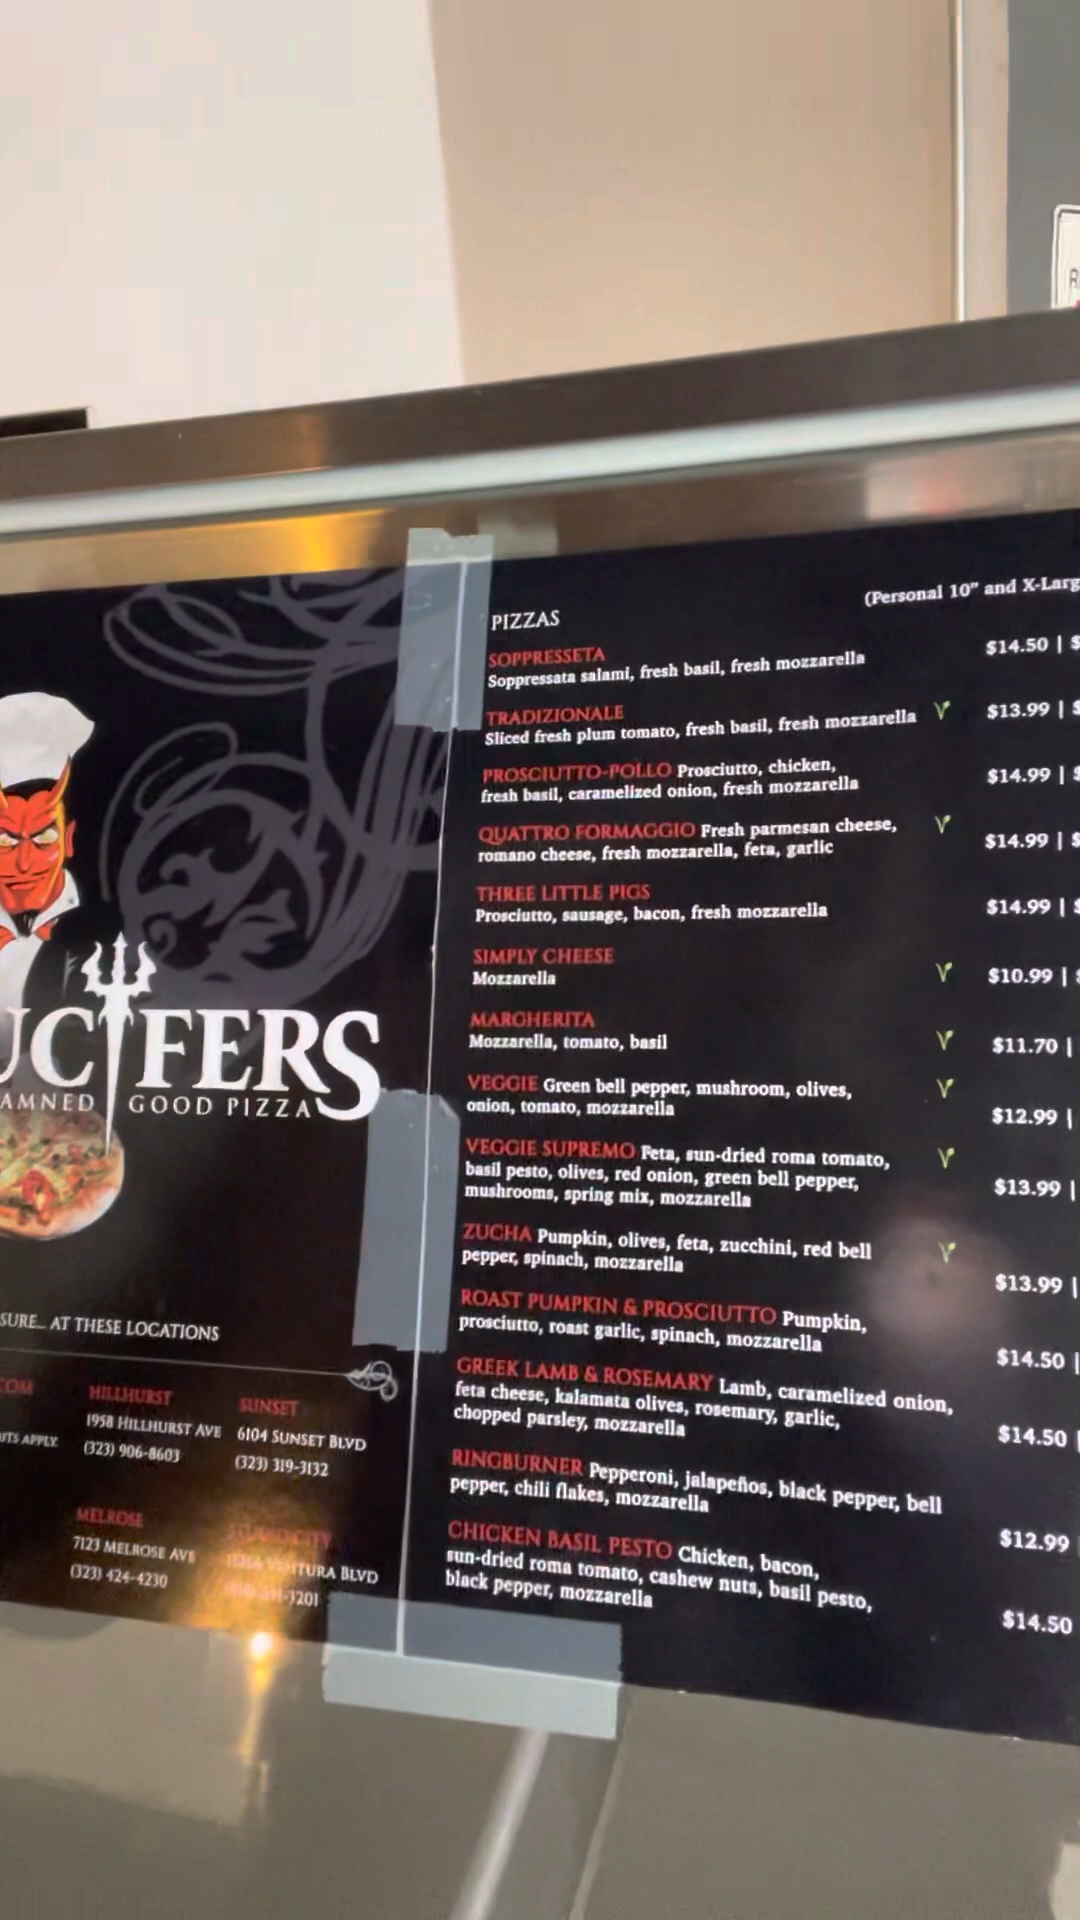 PIZZAS
(Personal 10" and
SOPPRESSETA
Soppressata salami, fresh basil, fresh mozzarella
$14.50 |
TRADIZIONALE
Sliced fresh plum tomato, fresh basil, fresh mozzarella
$13.99 |
PROSCIUTTO-POLLO Prosciutto, chicken,
fresh basil, caramelized onion, fresh mozzarella
$14.99 |
QUATTRO FORMAGGIO Fresh parmesan cheese,
romano cheese, fresh mozzarella, feta, garlic
$14.99 |
THREE LITTLE PIGS
Prosciutto, sausage, bacon, fresh mozzarella
$14.99 |
SIMPLY CHEESE
Mozzarella
$10.99 |
MARGHERITA
Mozzarella, tomato, basil
$11.70 |
VEGGIE Green bell pepper, mushroom, olives,
onion, tomato, mozzarella
$12.99 |
VEGGIE SUPREMO Feta, sun-dried roma tomato,
basil pesto, olives, red onion, green bell pepper,
mushrooms, spring mix, mozzarella
$13.99 |
ZUCHA Pumpkin, olives, feta, zucchini, red bell
pepper, spinach, mozzarella
$13.99 |
ROAST PUMPKIN & PROSCIUTTO Pumpkin,
prosciutto, roast garlic, spinach, mozzarella
$14.50 |
GREEK LAMB & ROSEMARY Lamb, caramelized onion,
feta cheese, kalamata olives, rosemary, garlic,
chopped parsley, mozzarella
$14.50 |
RINGBURNER Pepperoni, jalapeños, black pepper, bell
pepper, chili flakes, mozzarella
$12.99
CHICKEN BASIL PESTO Chicken, bacon,
sun-dried roma tomato, cashew nuts, basil pesto,
black pepper, mozzarella
$14.50
GOOD PIZZA
AT THESE LOCATIONS
HILLHURST
1958 HILLHURST AVE
(323) 906-8603
SUNSET
6104 SUNSET BLVD
(323) 319-3132
APPLY.
MELROSE
7123 MELROSE AVE
(323) 424-4230
VENTURA BLVD